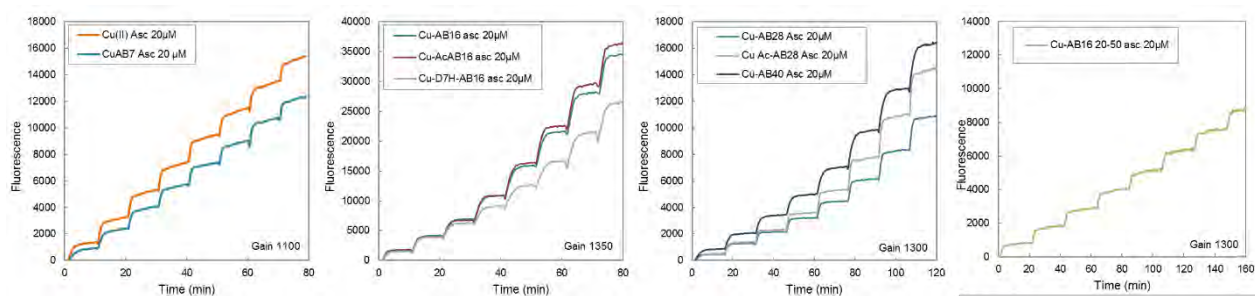 18000
16000
14000
12000
10000
8000
6000
4000
2000
0
Fluorescence
Cu(II) Asc 20µM
CuAB7 Asc 20 µM
Gain 1100
0 20 40 60 80
Time (min)
40000
35000
30000
25000
20000
15000
10000
5000
0
Fluorescence
Cu-AB16 asc 20µM
Cu-AcAB16 asc 20µM
Cu-D7H-AB16 asc 20µM
Gain 1350
0 20 40 60 80
Time (min)
18000
16000
14000
12000
10000
8000
6000
4000
2000
0
Fluorescence
Cu-AB28 Asc 20µM
Cu Ac-AB28 Asc 20µM
Cu-AB40 Asc 20µM
Gain 1300
0 20 40 60 80 100 120
Time (min)
14000
12000
10000
8000
6000
4000
2000
0
Fluorescence
Cu-AB16 20-50 asc 20µM
Gain 1300
0 20 40 60 80 100 120 140 160
Time (min)